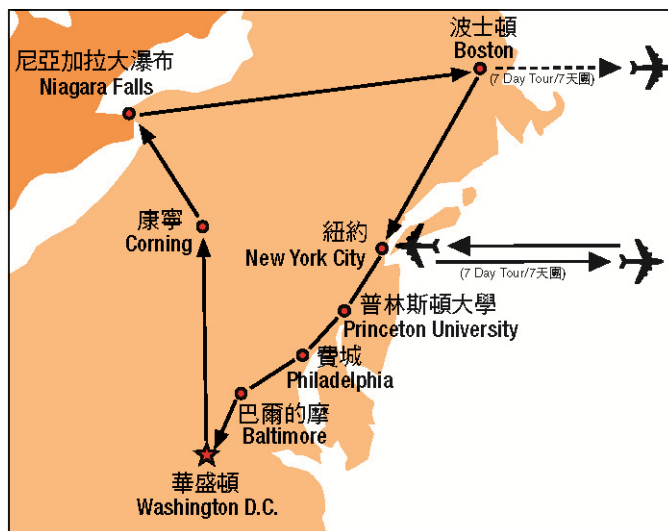 波士頓
Boston
(7 Day Tour/7天團)
尼亞加拉大瀑布
Niagara Falls
康寧
Corning
紐約
New York City
(7 Day Tour/7天團)
普林斯頓大學
Princeton University
費城
Philadelphia
巴爾的摩
Baltimore
華盛頓
Washington D.C.